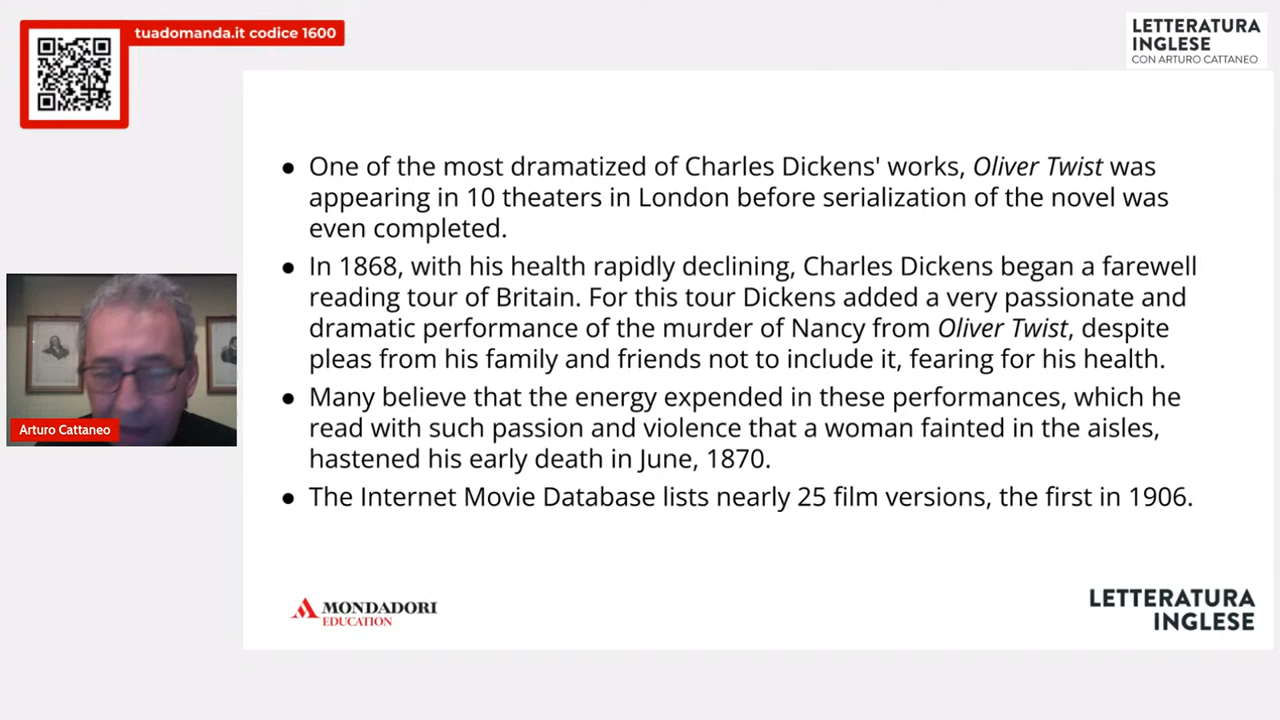 tuadomanda.it codice 1600
LETTERATURA
INGLESE
CON ARTURO CATTANEO
● One of the most dramatized of Charles Dickens' works, Oliver Twist was
appearing in 10 theaters in London before serialization of the novel was
even completed.
● In 1868, with his health rapidly declining, Charles Dickens began a farewell
reading tour of Britain. For this tour Dickens added a very passionate and
dramatic performance of the murder of Nancy from Oliver Twist, despite
pleas from his family and friends not to include it, fearing for his health.
● Many believe that the energy expended in these performances, which he
read with such passion and violence that a woman fainted in the aisles,
hastened his early death in June, 1870.
● The Internet Movie Database lists nearly 25 film versions, the first in 1906.
Arturo Cattaneo
MONDADORI
EDUCATION
LETTERATURA
INGLESE